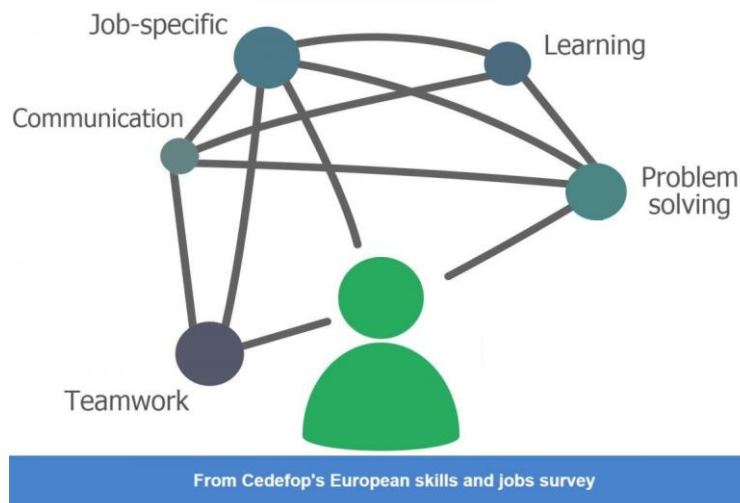 Job-specific
Learning
Communication
Problem
solving
Teamwork
From Cedefop's European skills and jobs survey